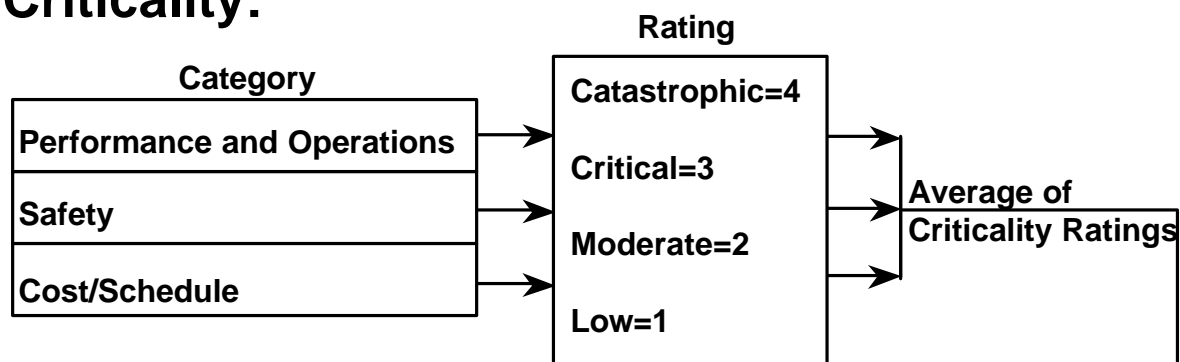 Criticality:
Rating
Category
Performance and Operations
Safety
Cost/Schedule
Catastrophic=4
Critical=3
Moderate=2
Low=1
Average of
Criticality Ratings